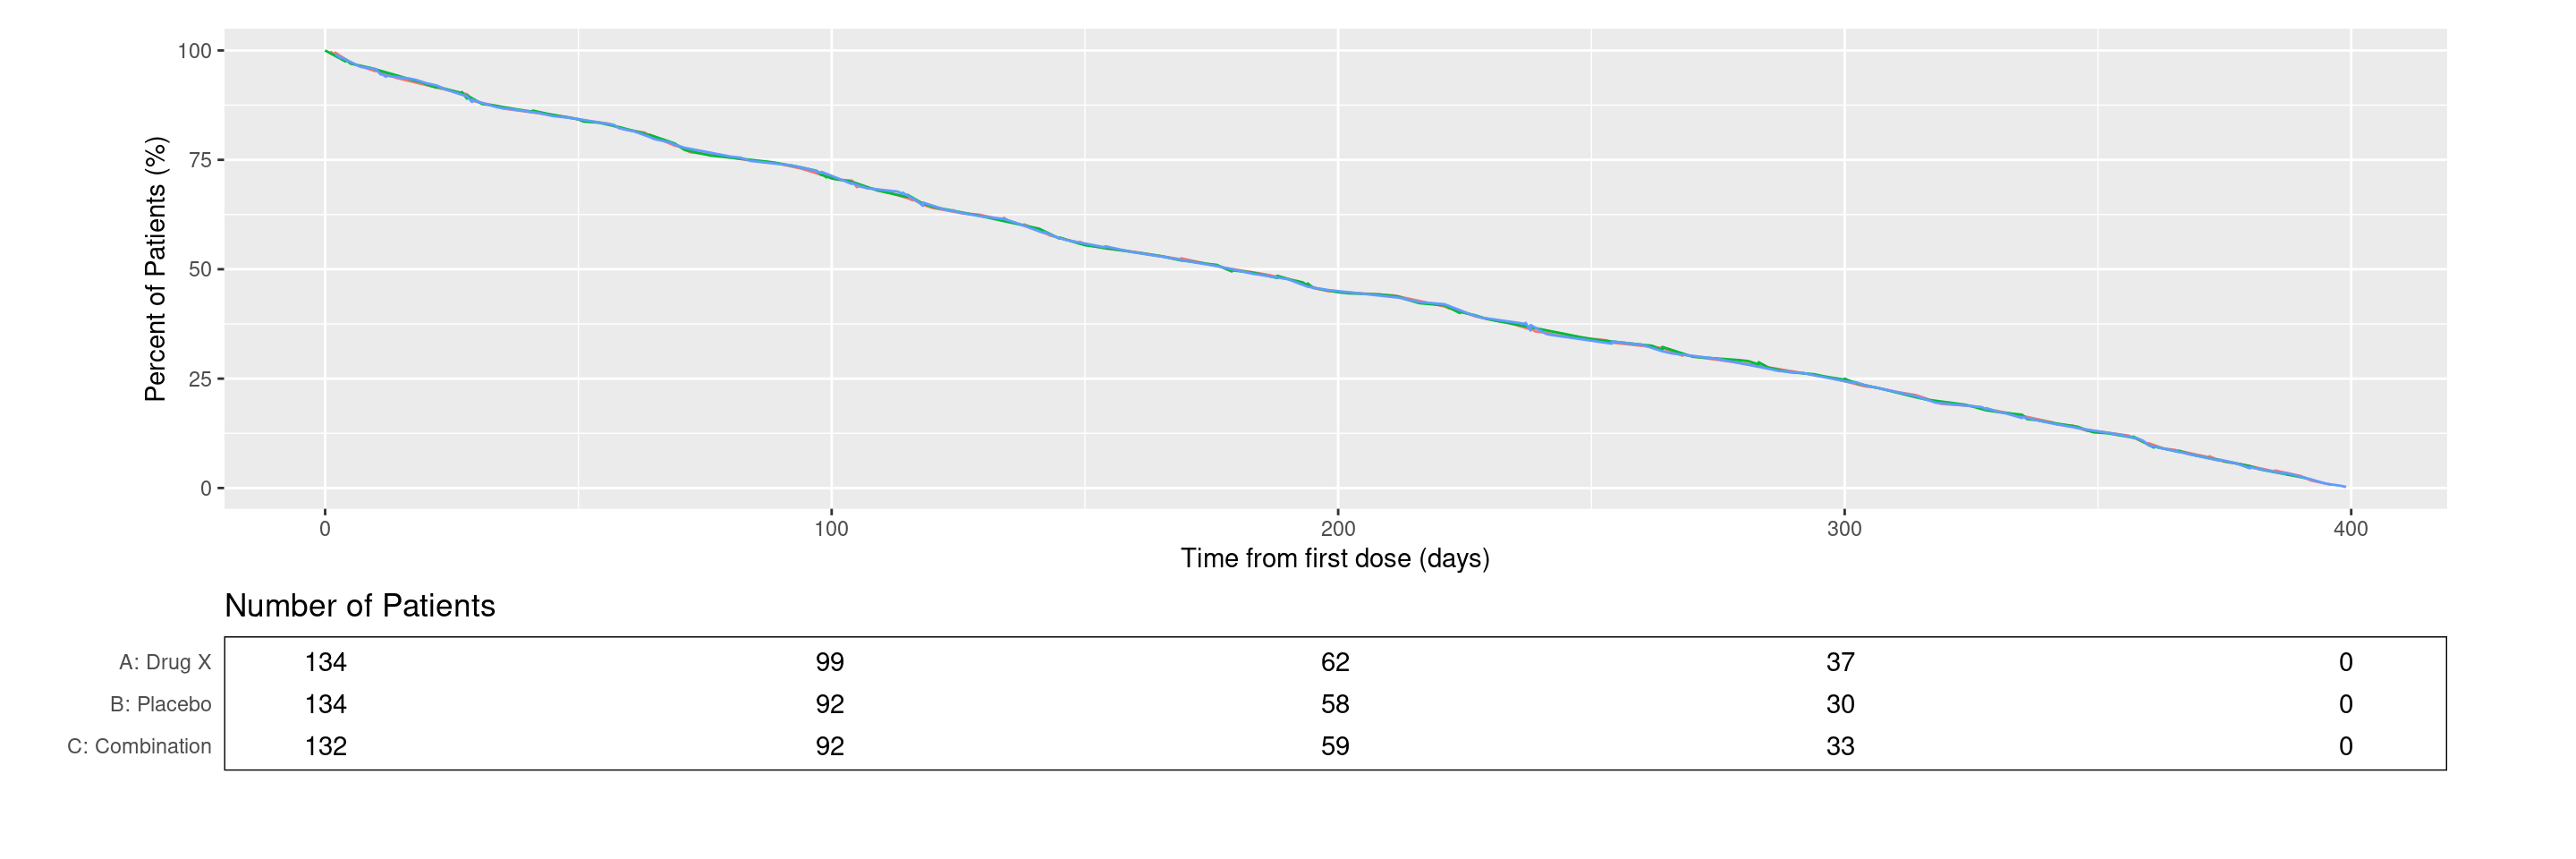 100
75
50
25
0
Percent of Patients (%)
0 100 200 300 400
Time from first dose (days)
Number of Patients
A: Drug X 134 99 62 37 0
B: Placebo 134 92 58 30 0
C: Combination 132 92 59 33 0